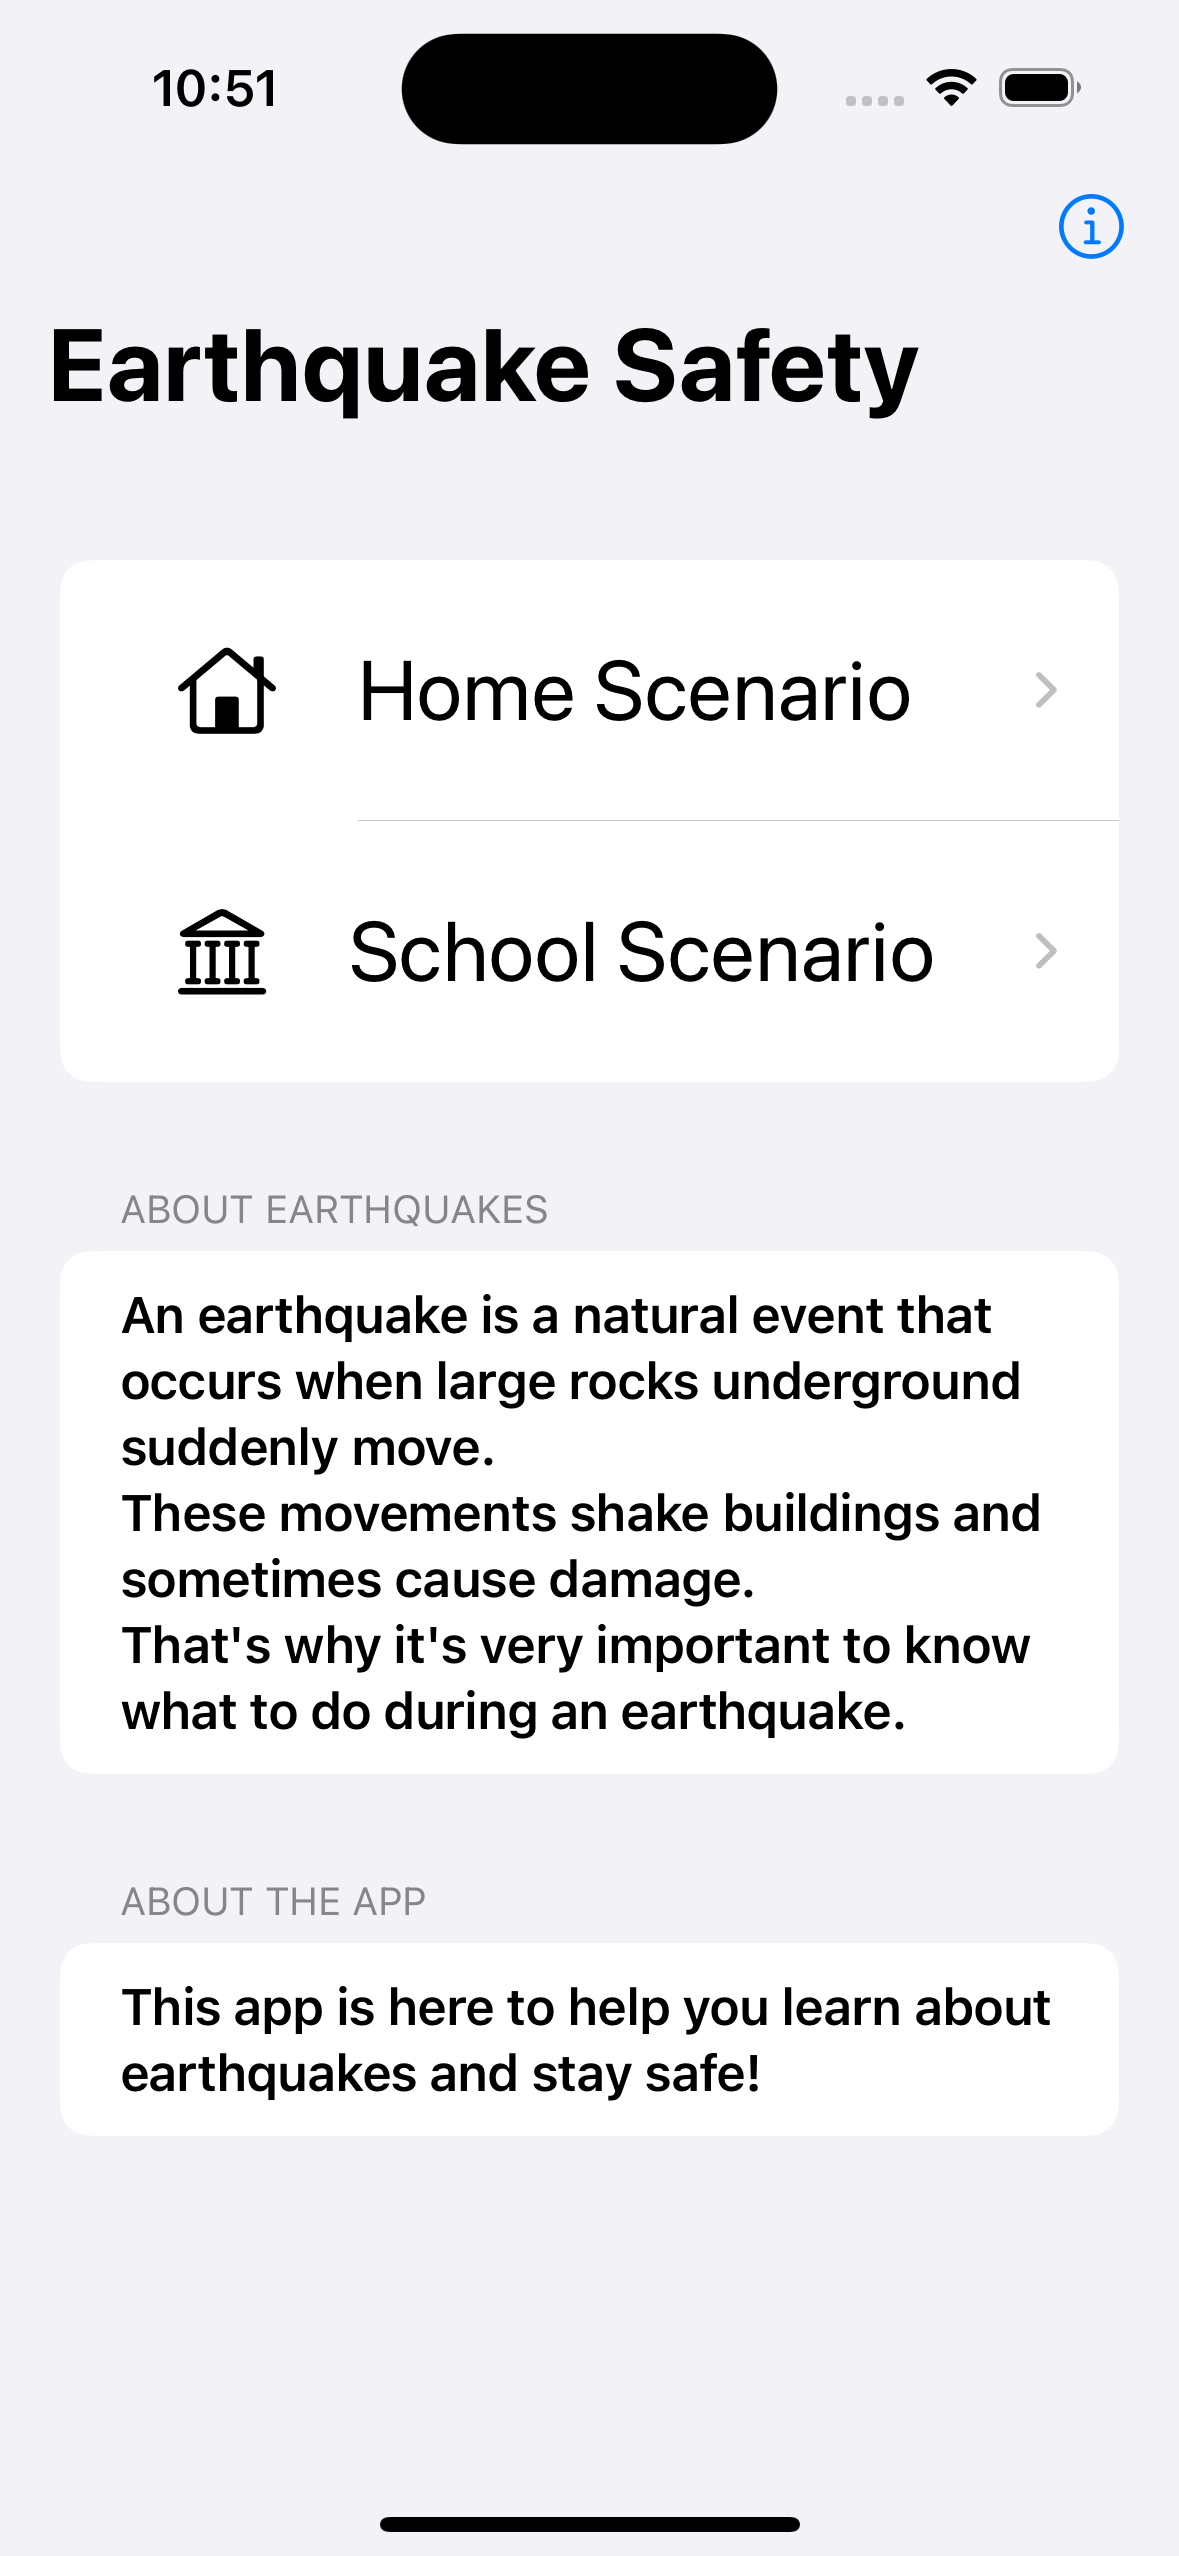 10:51
Earthquake Safety
Home Scenario
School Scenario
ABOUT EARTHQUAKES
An earthquake is a natural event that
occurs when large rocks underground
suddenly move.
These movements shake buildings and
sometimes cause damage.
That's why it's very important to know
what to do during an earthquake.
ABOUT THE APP
This app is here to help you learn about
earthquakes and stay safe!